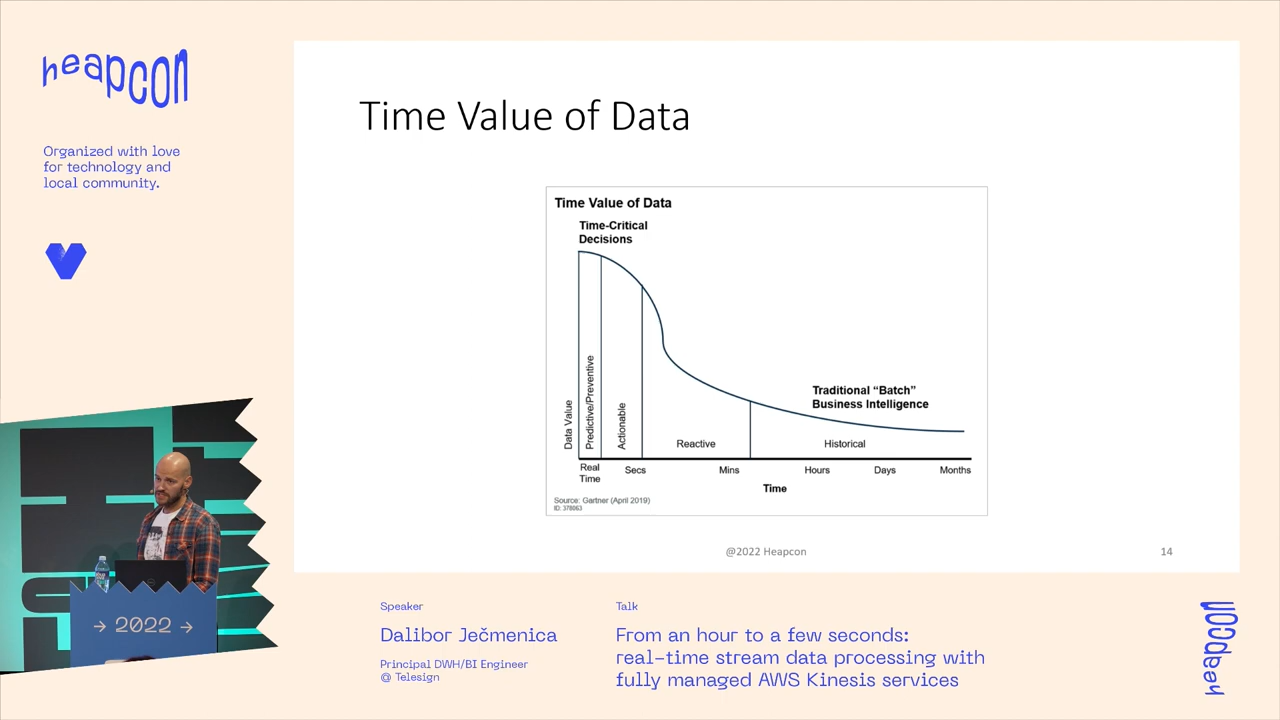 heapcon
Organized with love
for technology and
local community.
Time Value of Data
Time Value of Data
Time-Critical
Decisions
Data Value
Predictive/Preventive
Actionable
Reactive
Historical
Traditional “Batch”
Business Intelligence
Real
Time
Secs
Mins
Hours
Days
Months
Time
Source: Gartner (April 2019)
ID: 378063
@2022 Heapcon
14
→ 2022 →
Speaker
Dalibor Ječmenica
Principal DWH/BI Engineer
@ Telesign
Talk
From an hour to a few seconds:
real-time stream data processing with
fully managed AWS Kinesis services
heapcon